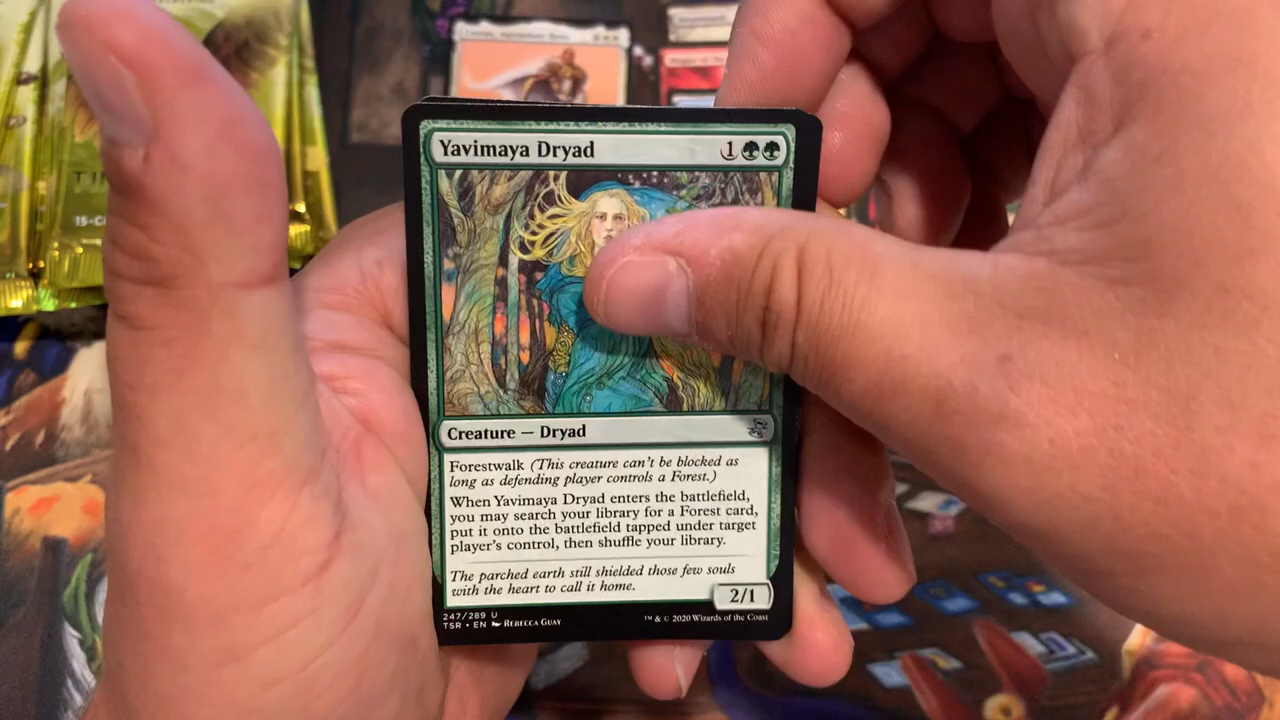 Yavimaya Dryad
1
Creature — Dryad
Forestwalk (This creature can't be blocked as
long as defending player controls a Forest.)
When Yavimaya Dryad enters the battlefield,
you may search your library for a Forest card,
put it onto the battlefield tapped under target
player's control, then shuffle your library.
The parched earth still shielded those few souls
with the heart to call it home.
2/1
247/289 U
TSR • EN Rebecca Guay
™ & © 2020 Wizards of the Coast